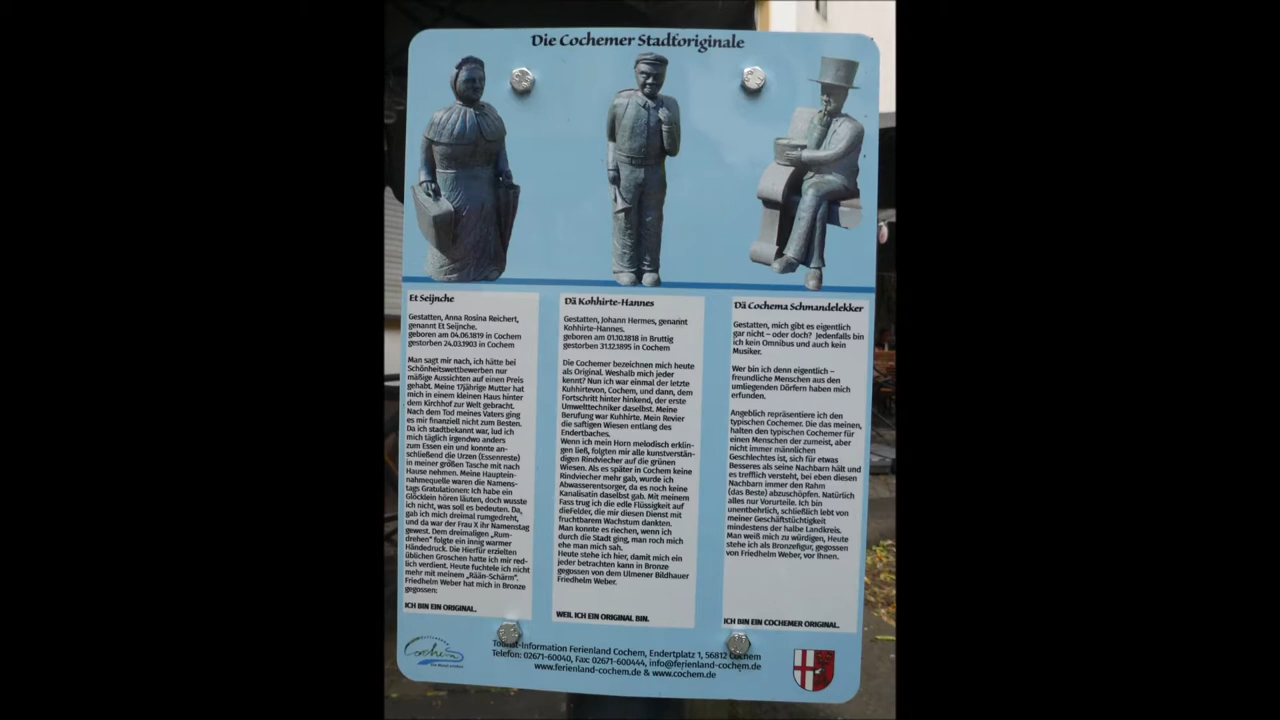 Die Cochemer Stadtoriginale
Et Seijnche
Gestatten, Anna Rosina Reichert,
genannt Et Seijnche.
geboren am 04.06.1819 in Cochem
gestorben 24.03.1903 in Cochem
Man sagt mir nach, ich hätte bei
Schönheitswettbewerben nur
mäßige Aussichten auf einen Preis
gehabt. Meine 17jährige Mutter hat
mich in einem kleinen Haus hinter
dem Kirchhof zur Welt gebracht.
Nach dem Tod meines Vaters ging
es mir finanziell nicht zum Besten.
Da ich stadtbekannt war, lud ich
mich täglich irgendwo anders
zum Essen ein und konnte an-
schließend die Urzen (Essenreste)
in meiner großen Tasche mit nach
Hause nehmen. Meine Hauptein-
nahmequelle waren die Namens-
tags Gratulationen: Ich habe ein
Glöcklein hören läuten, doch wusste
ich nicht, was soll es bedeuten. Da,
gab ich mich dreimal rumgedreht,
und da war der Frau X ihr Namenstag
gewest. Dem dreimaligen „Rum-
drehen" folgte ein innig warmer
Händedruck. Die Hierfür erzielten
üblichen Groschen hatte ich mir red-
lich verdient. Heute fuchtele ich nicht
mehr mit meinem „Rään-Schärm".
Friedhelm Weber hat mich in Bronze
gegossen:
ICH BIN EIN ORIGINAL.
Dä Kohhirte-Hannes
Gestatten, Johann Hermes, genannt
Kohhirte-Hannes.
geboren am 01.10.1818 in Bruttig
gestorben 31.12.1895 in Cochem
Die Cochemer bezeichnen mich heute
als Original. Weshalb mich jeder
kennt? Nun ich war einmal der letzte
Kuhhirtevon, Cochem, und dann, dem
Fortschritt hinter hinkend, der erste
Umwelttechniker daselbst. Meine
Berufung war Kuhhirte. Mein Revier
die saftigen Wiesen entlang des
Endertbaches.
Wenn ich mein Horn melodisch erklin-
gen ließ, folgten mir alle kunstverstän-
digen Rindviecher auf die grünen
Wiesen. Als es später in Cochem keine
Rindviecher mehr gab, wurde ich
Abwasserentsorger, da es noch keine
Kanalisatin daselbst gab. Mit meinem
Fass trug ich die edle Flüssigkeit auf
dieFelder, die mir diesen Dienst mit
fruchtbarem Wachstum dankten.
Man konnte es riechen, wenn ich
durch die Stadt ging, man roch mich
ehe man mich sah.
Heute stehe ich hier, damit mich ein
jeder betrachten kann in Bronze
gegossen von dem Ulmener Bildhauer
Friedhelm Weber.
WEIL ICH EIN ORIGINAL BIN.
Dä Cochema Schmandelekker
Gestatten, mich gibt es eigentlich
gar nicht – oder doch? Jedenfalls bin
ich kein Omnibus und auch kein
Musiker.
Wer bin ich denn eigentlich –
freundliche Menschen aus den
umliegenden Dörfern haben mich
erfunden.
Angeblich repräsentiere ich den
typischen Cochemer. Die das meinen,
halten den typischen Cochemer für
einen Menschen der zumeist, aber
nicht immer männlichen
Geschlechtes ist, sich für etwas
Besseres als seine Nachbarn hält und
es trefflich versteht, bei eben diesen
Nachbarn immer den Rahm
(das Beste) abzuschöpfen. Natürlich
alles nur Vorurteile. Ich bin
unentbehrlich, schließlich lebt von
meiner Geschäftstüchtigkeit
mindestens der halbe Landkreis.
Man weiß mich zu würdigen, Heute
stehe ich als Bronzefigur, gegossen
von Friedhelm Weber, vor Ihnen.
ICH BIN EIN COCHEMER ORIGINAL.
Ferienland
Cochem
Tourist-Information Ferienland Cochem, Endertplatz 1, 56812 Cochem
Telefon: 02671-60040, Fax: 02671-600444, info@ferienland-cochem.de
www.ferienland-cochem.de & www.cochem.de